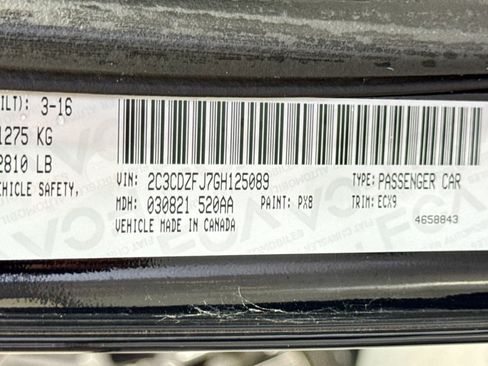 ILT): 3-16
1275 KG
2810 LB
EHICLE SAFETY,
VIN: 2C3CDZFJ7GH125089 TYPE: PASSENGER CAR
MDH: 030821 520AA PAINT: PX8 TRIM: ECX9
VEHICLE MADE IN CANADA 4658843